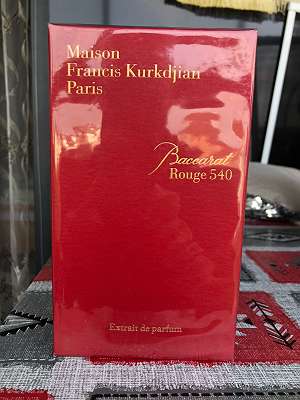 Maison
Francis Kurkdjian
Paris
Baccarat
Rouge 540
Extrait de parfum